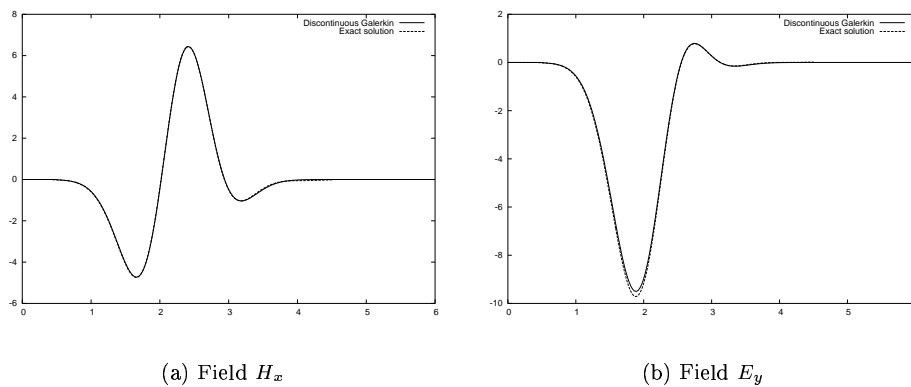 8
6
4
2
0
-2
-4
-6
0 1 2 3 4 5 6
Discontinuous Galerkin
Exact solution
(a) Field Hₓ
2
0
-2
-4
-6
-8
-10
0 1 2 3 4 5
Discontinuous Galerkin
Exact solution
(b) Field E_y